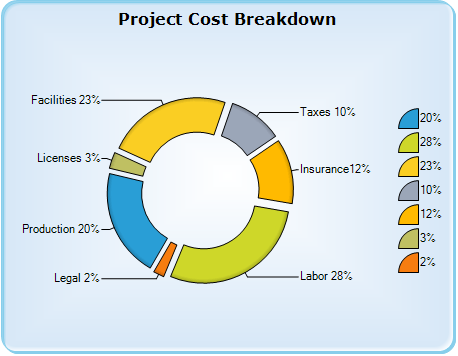 Project Cost Breakdown
Facilities 23%
Taxes 10%
Licenses 3%
Insurance12%
Production 20%
Legal 2%
Labor 28%
20%
28%
23%
10%
12%
3%
2%